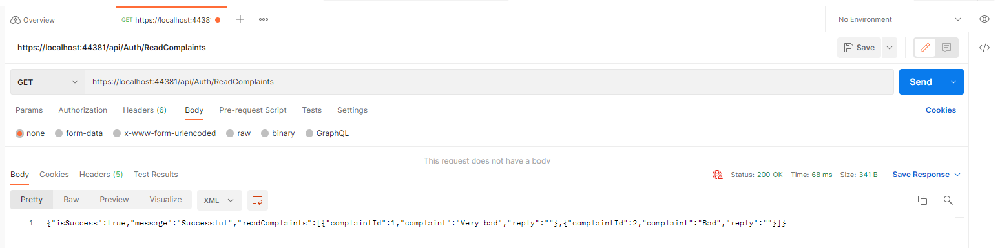 Overview
GET https://localhost:4438
No Environment
https://localhost:44381/api/Auth/ReadComplaints
Save
GET
https://localhost:44381/api/Auth/ReadComplaints
Send
Params Authorization Headers (6) Body Pre-request Script Tests Settings Cookies
none form-data x-www-form-urlencoded raw binary GraphQL
This request does not have a body
Body Cookies Headers (5) Test Results Status: 200 OK Time: 68 ms Size: 341 B Save Response
Pretty Raw Preview Visualize XML
1 {"isSuccess":true,"message":"Successful","readComplaints":[{"complaintId":1,"complaint":"Very bad","reply":""},{"complaintId":2,"complaint":"Bad","reply":""}]}